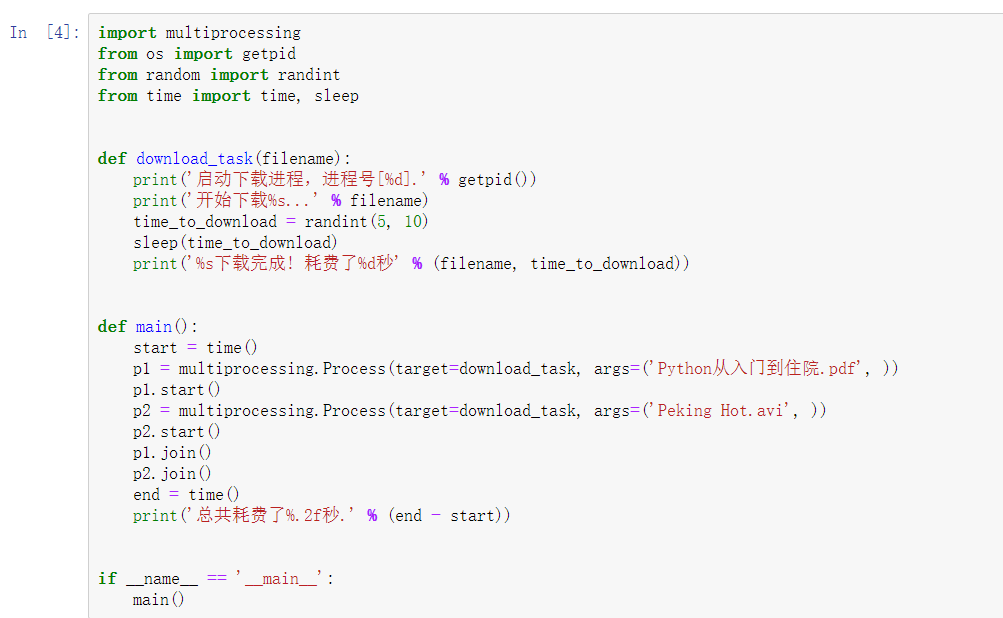 In [4]:
import multiprocessing
from os import getpid
from random import randint
from time import time, sleep
def download_task(filename):
    print('启动下载进程，进程号[%d].' % getpid())
    print('开始下载%s...' % filename)
    time_to_download = randint(5, 10)
    sleep(time_to_download)
    print('%s下载完成! 耗费了%d秒' % (filename, time_to_download))
def main():
    start = time()
    p1 = multiprocessing.Process(target=download_task, args=('Python从入门到住院.pdf', ))
    p1.start()
    p2 = multiprocessing.Process(target=download_task, args=('Peking Hot.avi', ))
    p2.start()
    p1.join()
    p2.join()
    end = time()
    print('总共耗费了%.2f秒.' % (end - start))
if __name__ == '__main__':
    main()